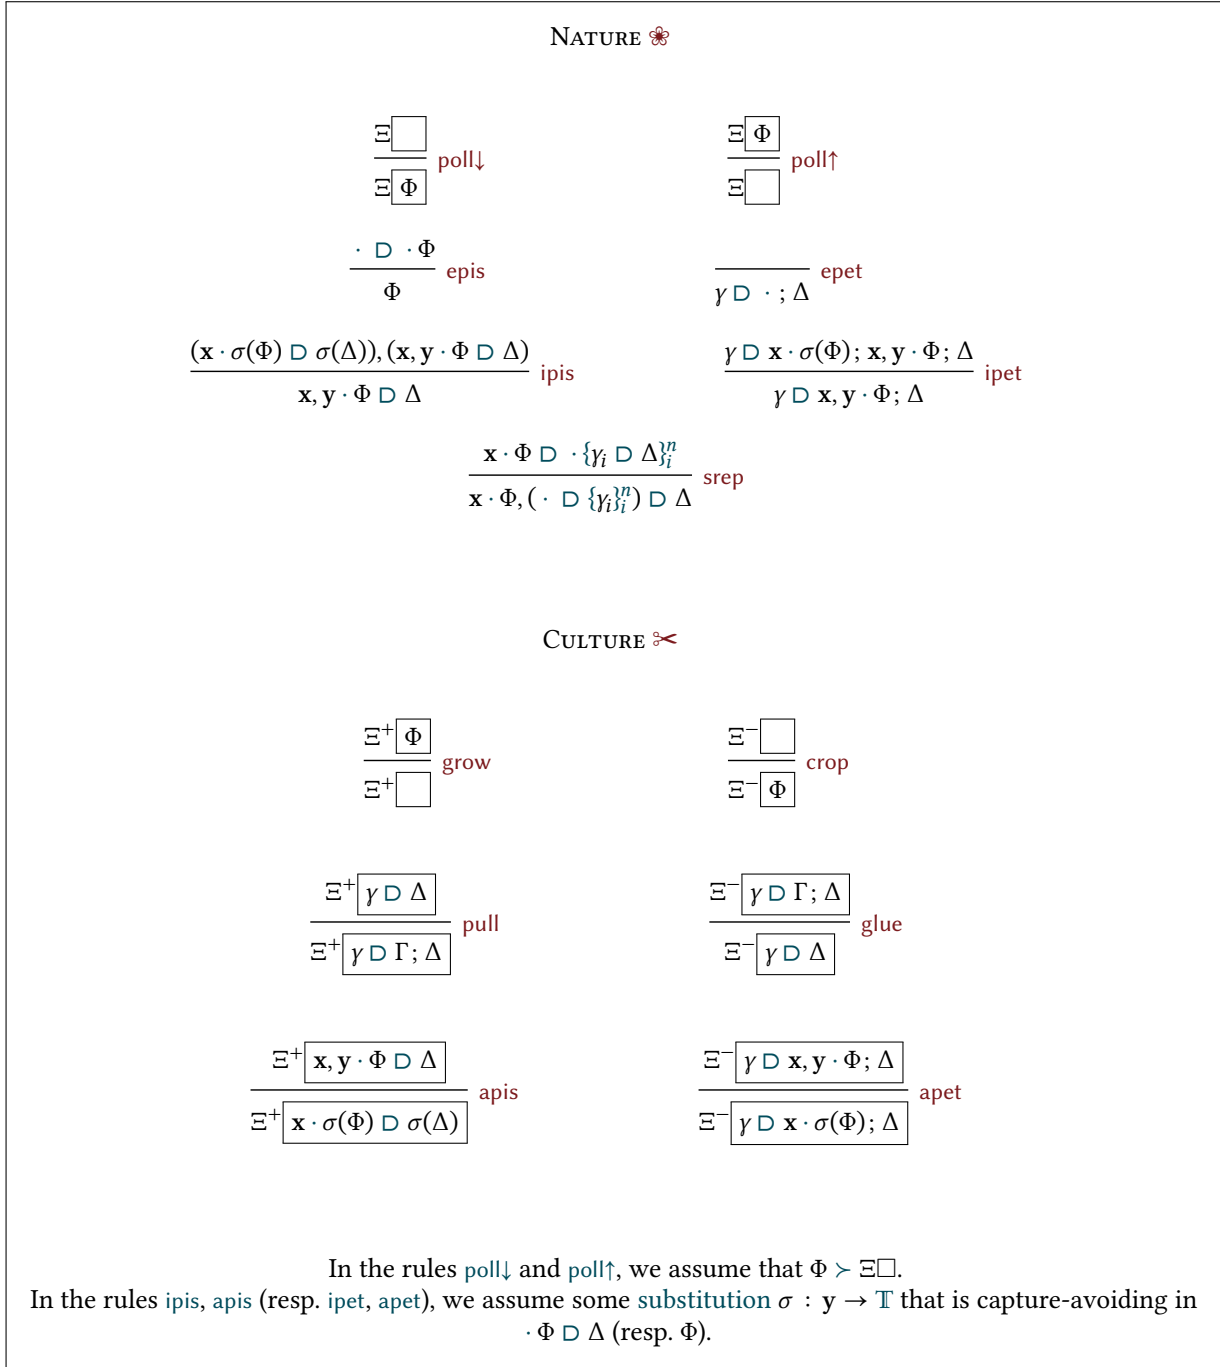 NATURE ❀
Ξ□ Ξ Φ
poll↓ poll↑
Ξ Φ Ξ□
· ⊃ · Φ
epis epet
Φ γ ⊃ · ; Δ
(x · σ(Φ) ⊃ σ(Δ)), (x, y · Φ ⊃ Δ) γ ⊃ x · σ(Φ) ; x, y · Φ ; Δ
ipis ipet
x, y · Φ ⊃ Δ γ ⊃ x, y · Φ ; Δ
x · Φ ⊃ · {γᵢ ⊃ Δ}ᵢⁿ
srep
x · Φ, ( · ⊃ {γᵢ}ᵢⁿ) ⊃ Δ
CULTURE ✂
Ξ⁺ Φ Ξ⁻□
grow crop
Ξ⁺□ Ξ⁻ Φ
Ξ⁺ γ ⊃ Δ Ξ⁻ γ ⊃ Γ ; Δ
pull glue
Ξ⁺ γ ⊃ Γ ; Δ Ξ⁻ γ ⊃ Δ
Ξ⁺ x, y · Φ ⊃ Δ Ξ⁻ γ ⊃ x, y · Φ ; Δ
apis apet
Ξ⁺ x · σ(Φ) ⊃ σ(Δ) Ξ⁻ γ ⊃ x · σ(Φ) ; Δ
In the rules poll↓ and poll↑, we assume that Φ ≻ Ξ□.
In the rules ipis, apis (resp. ipet, apet), we assume some substitution σ : y → 𝕋 that is capture-avoiding in
· Φ ⊃ Δ (resp. Φ).